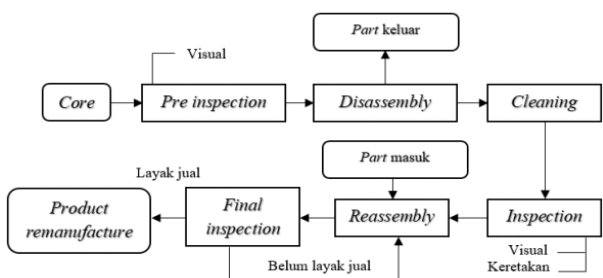 Part keluar
Visual
Core
Pre inspection
Disassembly
Cleaning
Part masuk
Layak jual
Product
remanufacture
Final
inspection
Reassembly
Inspection
Visual
Keretakan
Belum layak jual